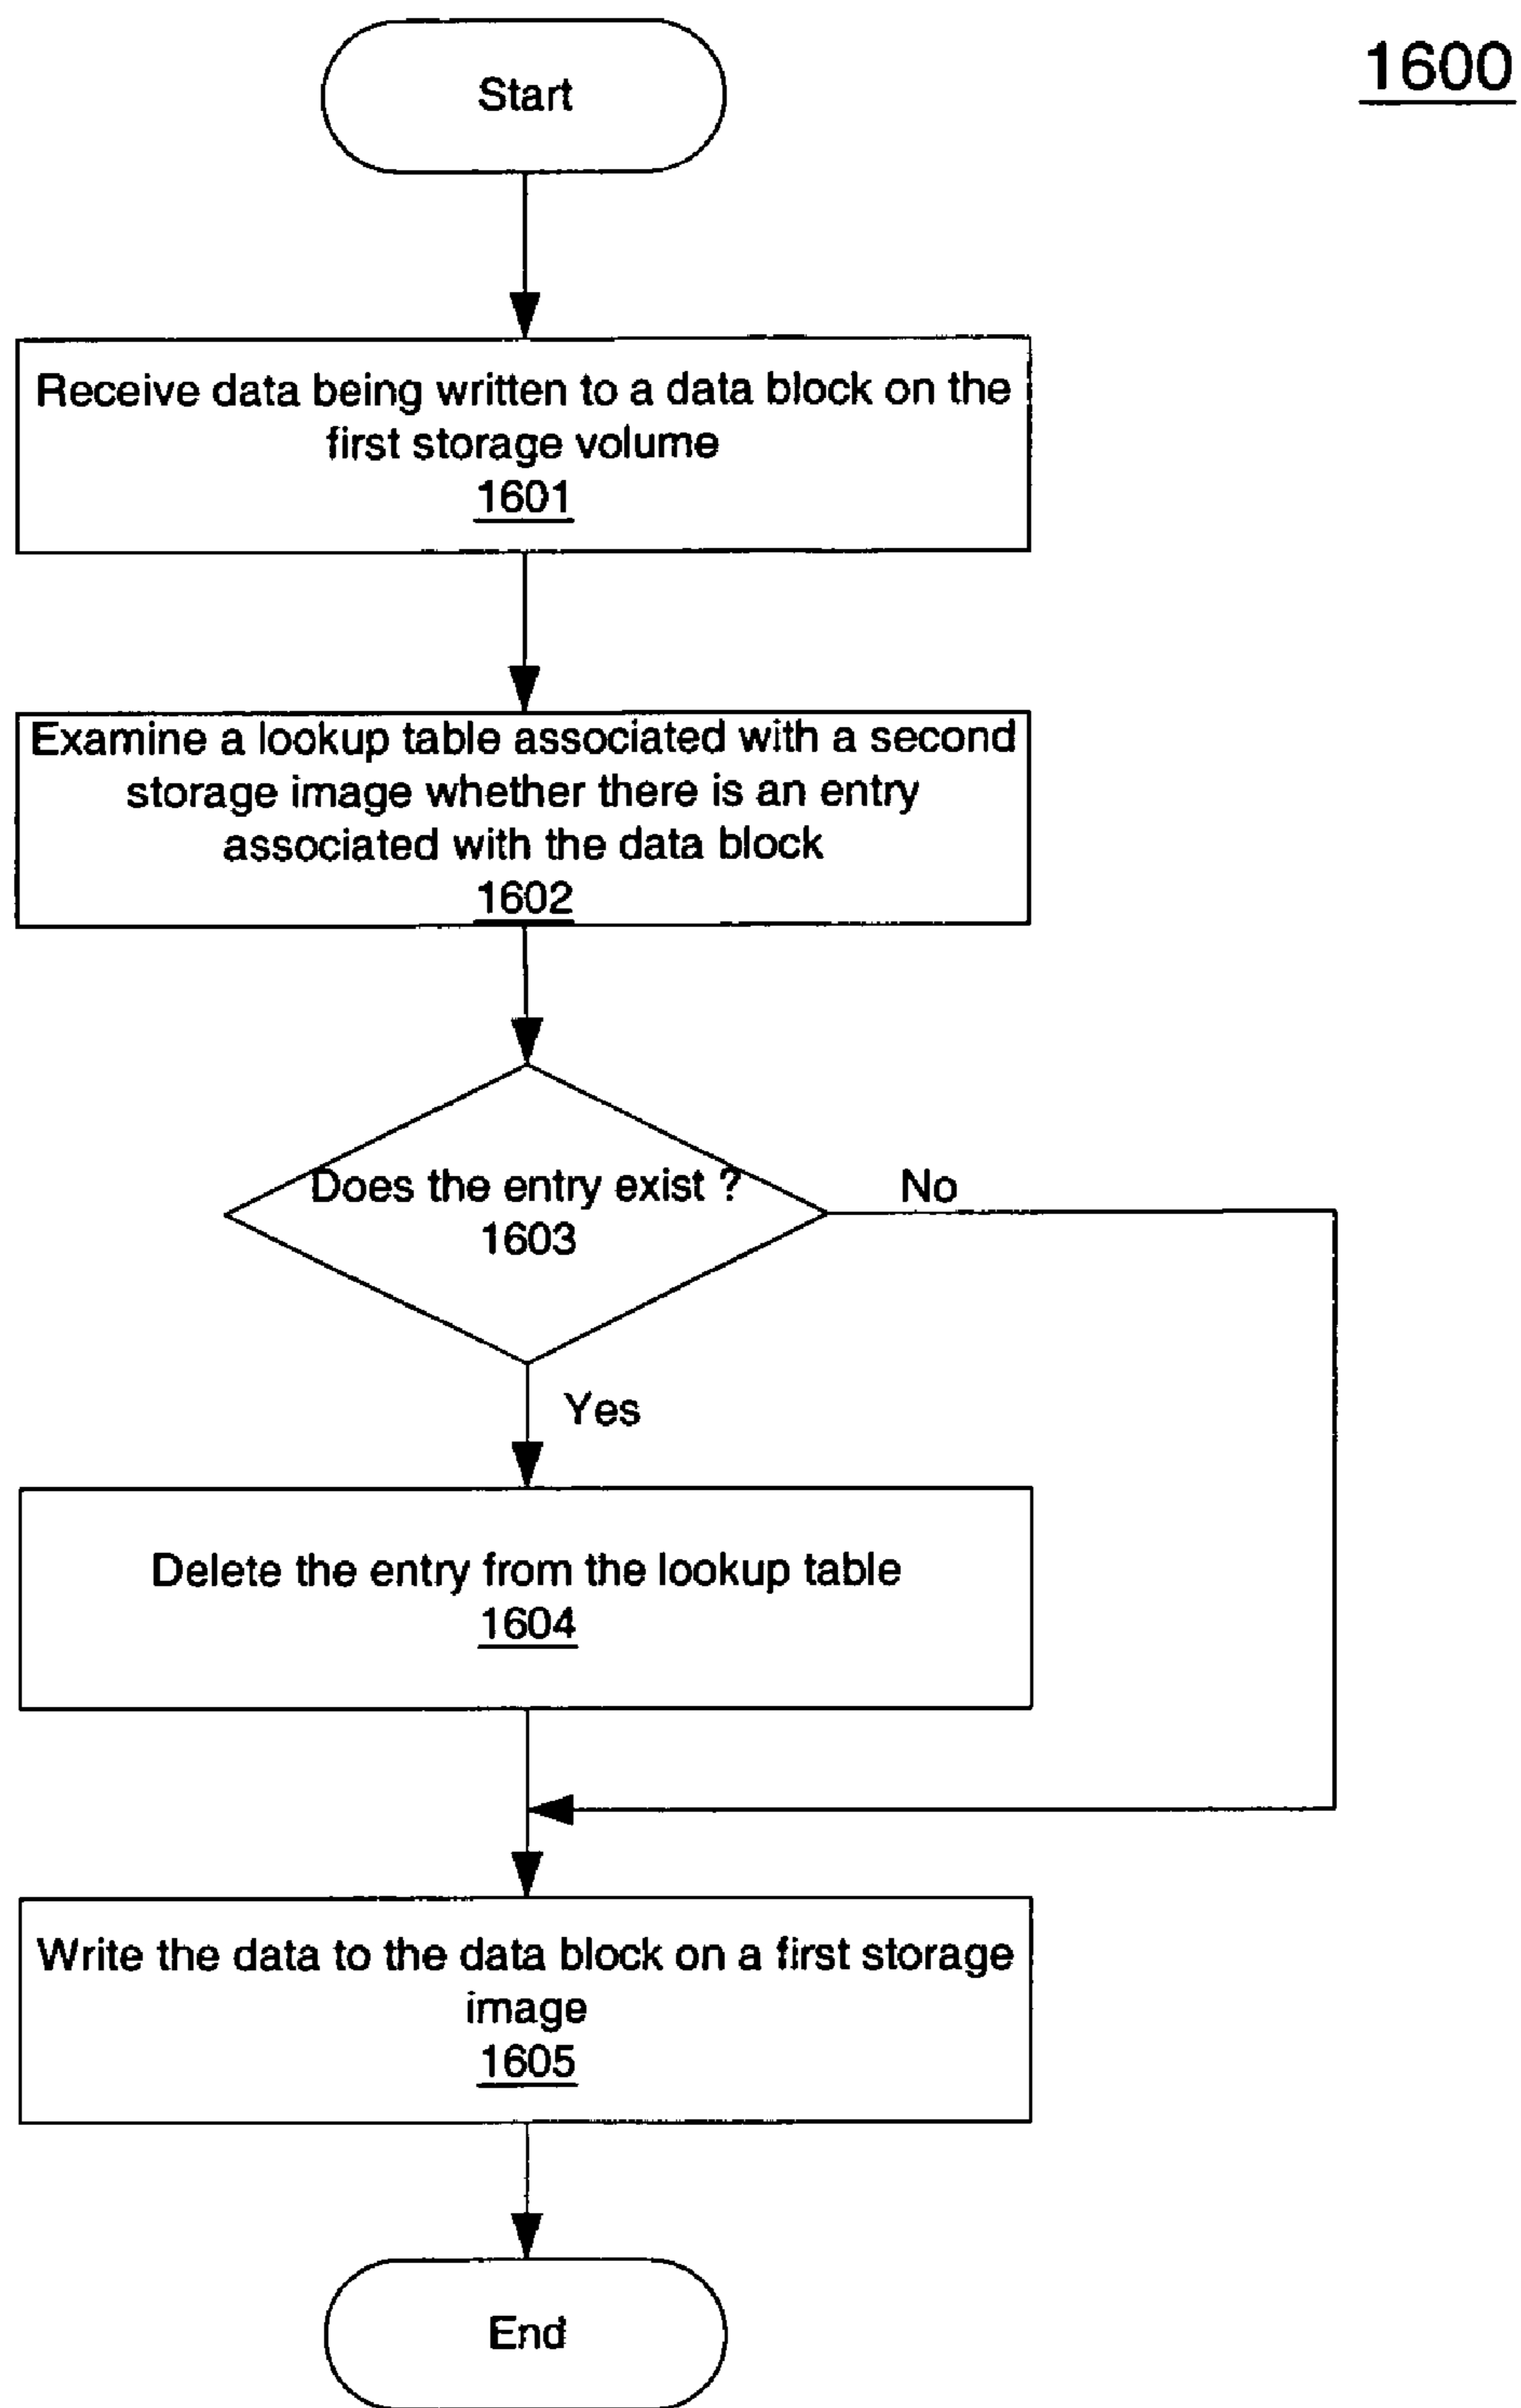 1600
Start
Receive data being written to a data block on the
first storage volume
1601
Examine a lookup table associated with a second
storage image whether there is an entry
associated with the data block
1602
Does the entry exist ?
1603
No
Yes
Delete the entry from the lookup table
1604
Write the data to the data block on a first storage
image
1605
End